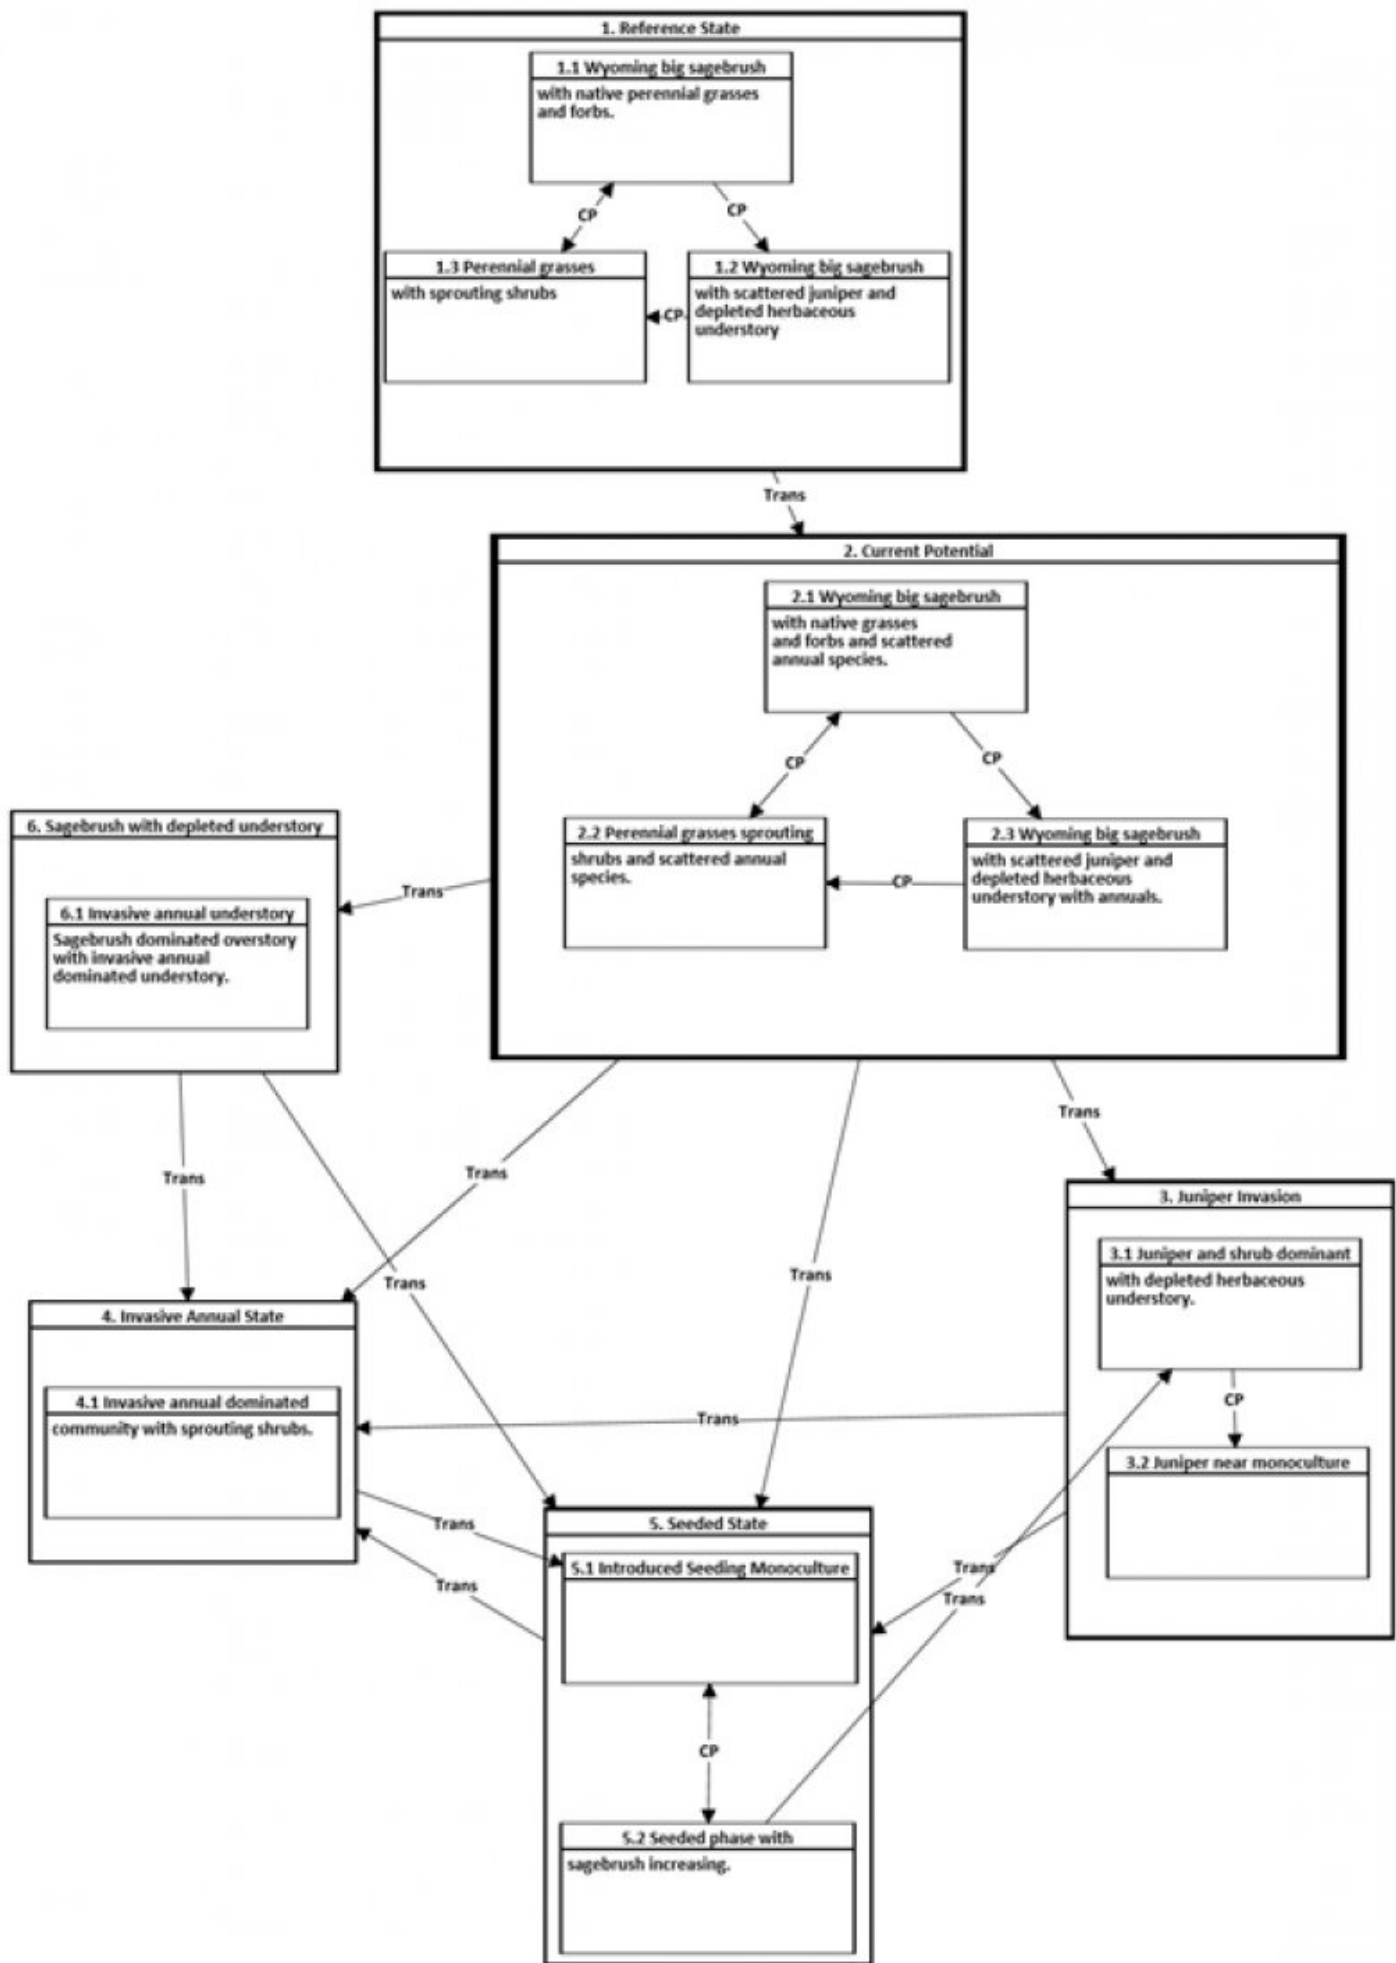 1. Reference State
1.1 Wyoming big sagebrush
with native perennial grasses
and forbs.
CP
CP
1.3 Perennial grasses
with sprouting shrubs
CP
1.2 Wyoming big sagebrush
with scattered juniper and
depleted herbaceous
understory
Trans
2. Current Potential
2.1 Wyoming big sagebrush
with native grasses
and forbs and scattered
annual species.
CP
CP
2.2 Perennial grasses sprouting
shrubs and scattered annual
species.
CP
2.3 Wyoming big sagebrush
with scattered juniper and
depleted herbaceous
understory with annuals.
6. Sagebrush with depleted understory
Trans
6.1 Invasive annual understory
Sagebrush dominated overstory
with invasive annual
dominated understory.
Trans
Trans
Trans
Trans
Trans
3. Juniper Invasion
3.1 Juniper and shrub dominant
with depleted herbaceous
understory.
CP
3.2 Juniper near monoculture
4. Invasive Annual State
4.1 Invasive annual dominated
community with sprouting shrubs.
Trans
Trans
Trans
5. Seeded State
5.1 Introduced Seeding Monoculture
Trans
Trans
CP
5.2 Seeded phase with
sagebrush increasing.